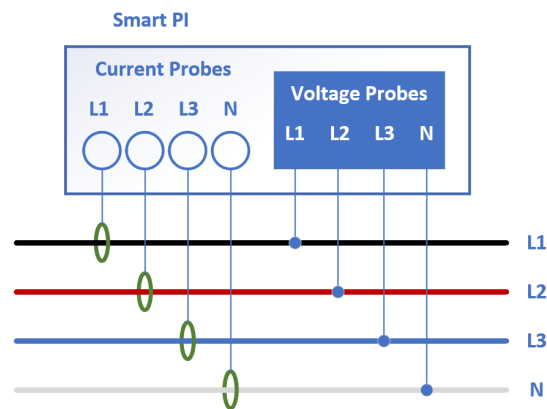 Smart PI
Current Probes
L1 L2 L3 N
Voltage Probes
L1 L2 L3 N
L1
L2
L3
N